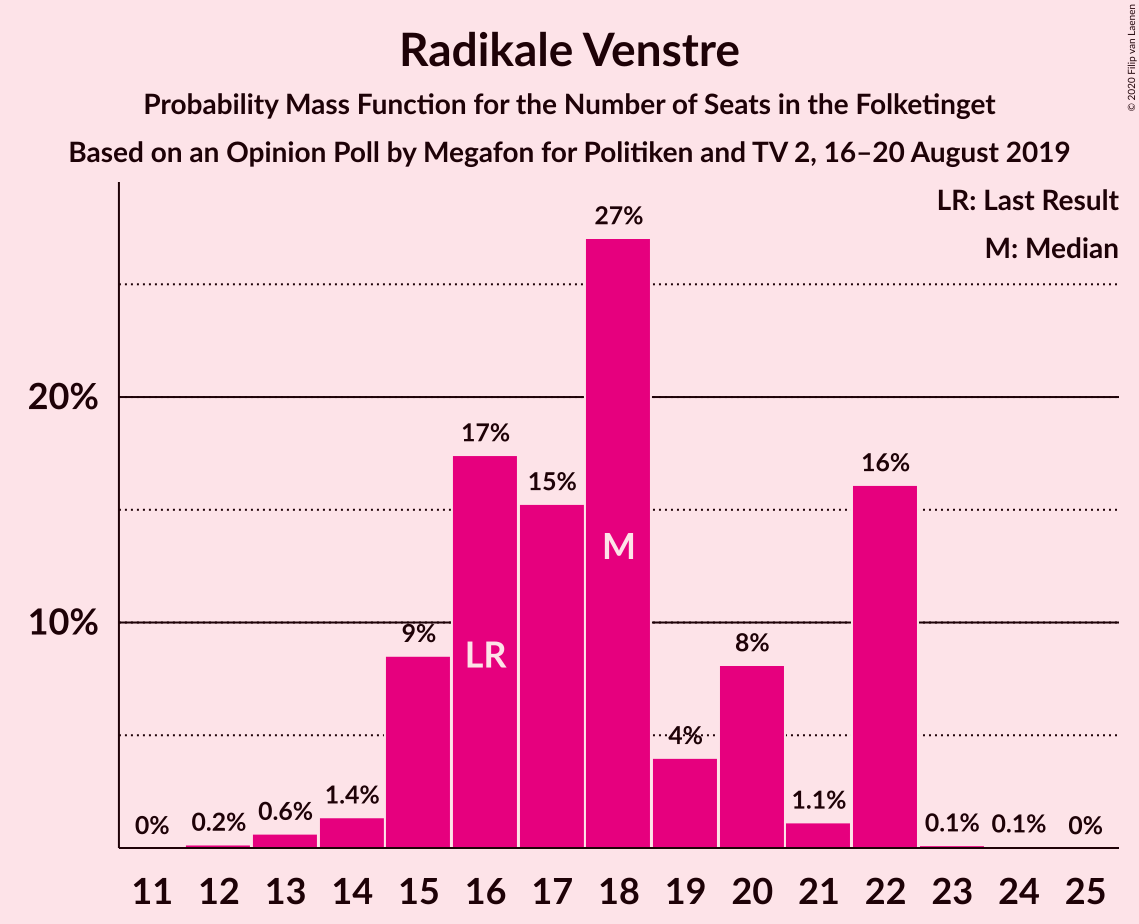 Radikale Venstre
Probability Mass Function for the Number of Seats in the Folketinget
Based on an Opinion Poll by Megafon for Politiken and TV 2, 16–20 August 2019
© 2020 Filip van Laenen
LR: Last Result
M: Median
27%
20%
17%
16%
15%
M
10%
9%
8%
LR
4%
1.4%
1.1%
0.6%
0% 0.2% 0.1% 0.1% 0%
11 12 13 14 15 16 17 18 19 20 21 22 23 24 25